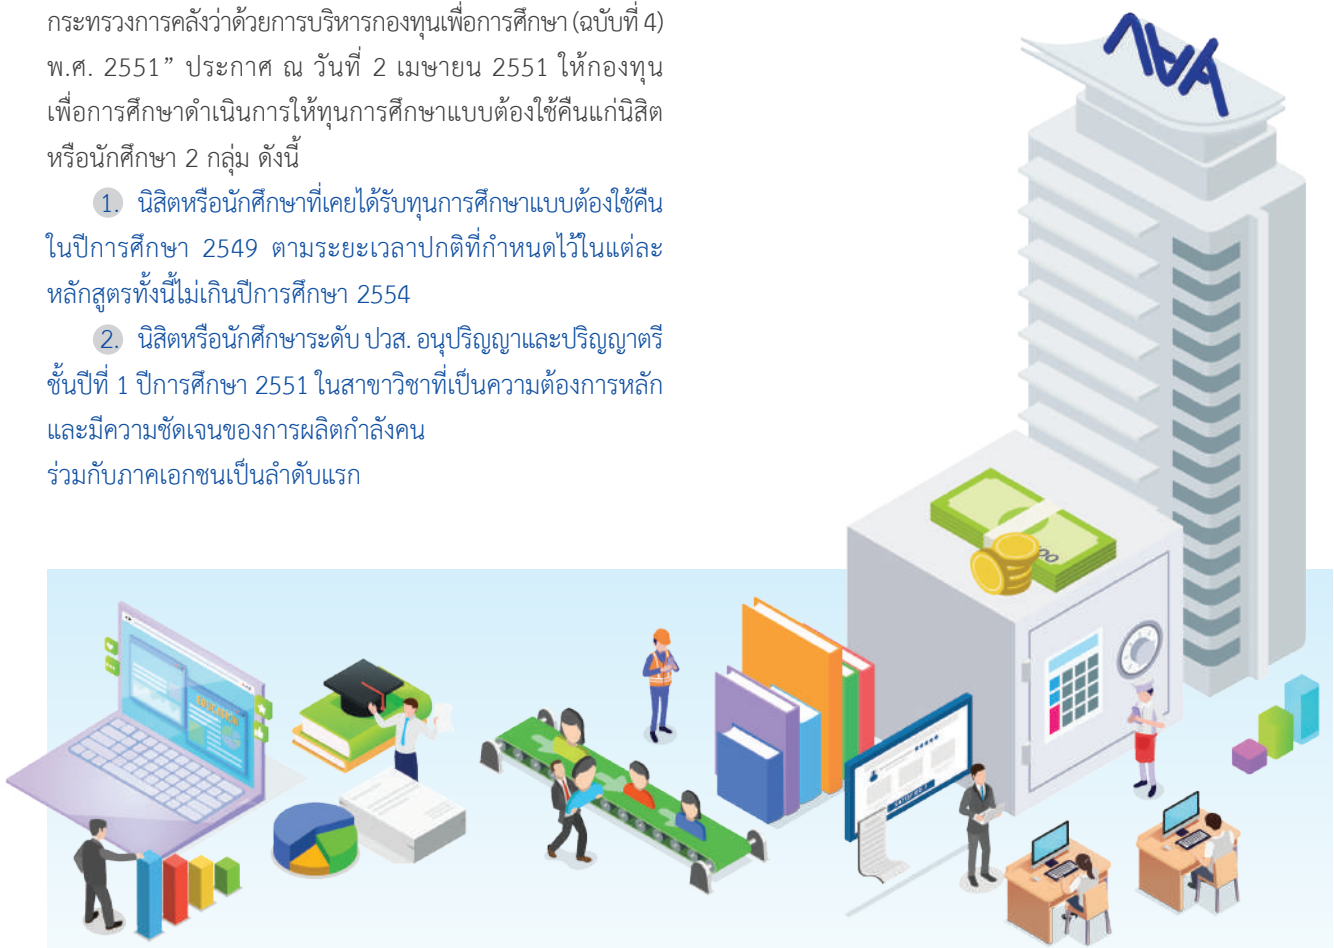 กระทรวงการคลังว่าด้วยการบริหารกองทุนเพื่อการศึกษา (ฉบับที่ 4)
พ.ศ. 2551” ประกาศ ณ วันที่ 2 เมษายน 2551 ให้กองทุน
เพื่อการศึกษาดำเนินการให้ทุนการศึกษาแบบต้องใช้คืนแก่นิสิต
หรือนักศึกษา 2 กลุ่ม ดังนี้
1. นิสิตหรือนักศึกษาที่เคยได้รับทุนการศึกษาแบบต้องใช้คืน
ในปีการศึกษา 2549 ตามระยะเวลาปกติที่กำหนดไว้ในแต่ละ
หลักสูตรทั้งนี้ไม่เกินปีการศึกษา 2554
2. นิสิตหรือนักศึกษาระดับ ปวส. อนุปริญญาและปริญญาตรี
ชั้นปีที่ 1 ปีการศึกษา 2551 ในสาขาวิชาที่เป็นความต้องการหลัก
และมีความชัดเจนของการผลิตกำลังคน
ร่วมกับภาคเอกชนเป็นลำดับแรก
EDUCATION